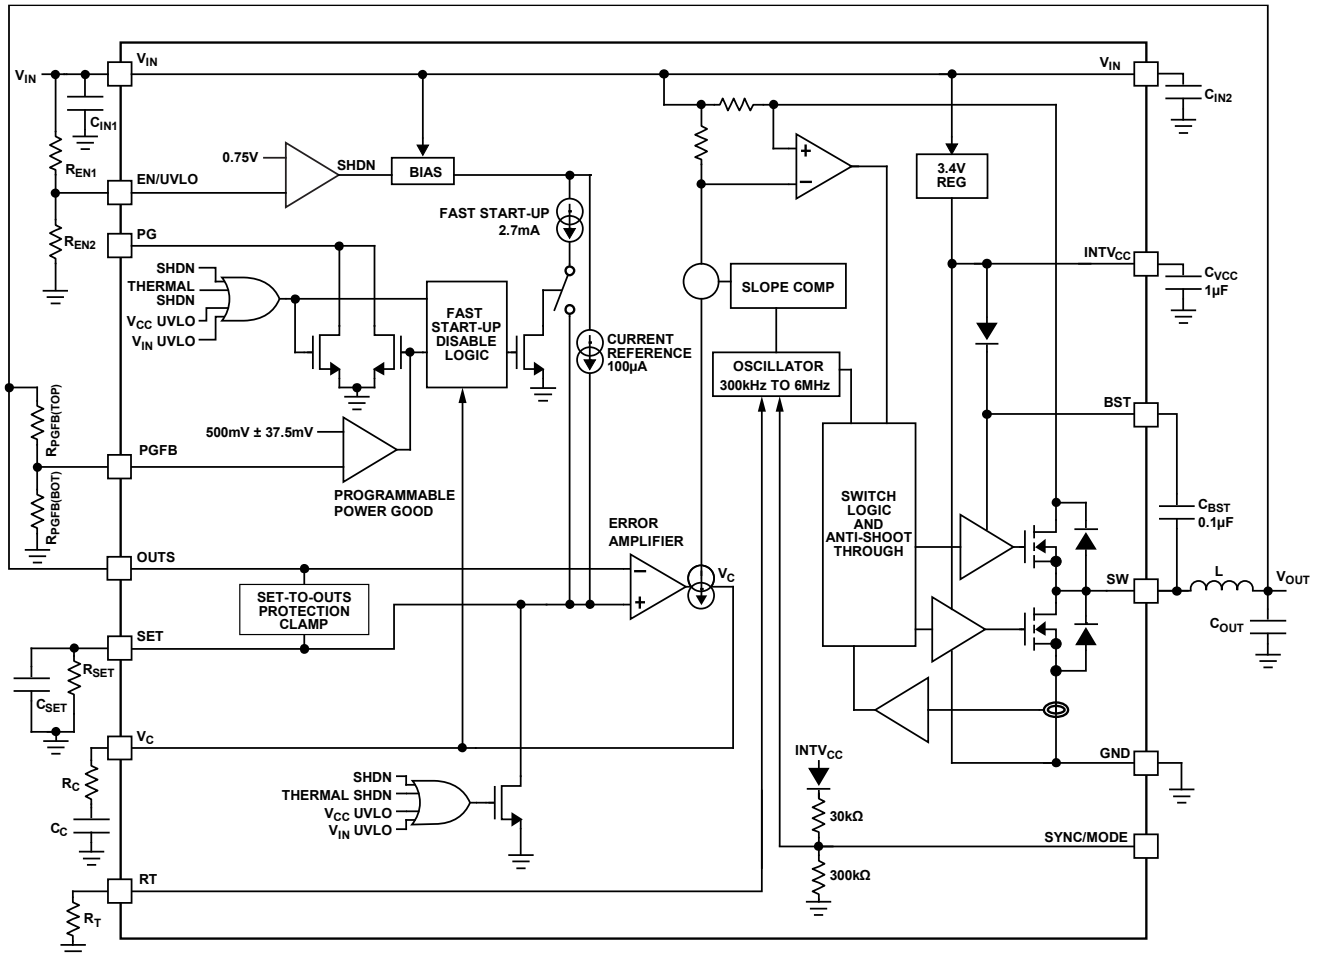 VIN
VIN
VIN
CIN1
CIN2
REN1
0.75V
SHDN
BIAS
3.4V
REG
EN/UVLO
FAST START-UP
2.7mA
REN2
PG
INTVCC
CVCC
1µF
SHDN
THERMAL
SHDN
VCC UVLO
VIN UVLO
SLOPE COMP
FAST
START-UP
DISABLE
LOGIC
CURRENT
REFERENCE
100µA
OSCILLATOR
300kHz TO 6MHz
BST
RPGFB(TOP)
500mV ± 37.5mV
PGFB
RPGFB(BOT)
PROGRAMMABLE
POWER GOOD
SWITCH
LOGIC
AND
ANTI-SHOOT
THROUGH
CBST
0.1µF
ERROR
AMPLIFIER
OUTS
+
−
−
+
VC
SW
L
VOUT
SET-TO-OUTS
PROTECTION
CLAMP
COUT
SET
RSET
CSET
VC
INTVCC
GND
RC
CC
SHDN
THERMAL SHDN
VCC UVLO
VIN UVLO
30kΩ
SYNC/MODE
300kΩ
RT
RT